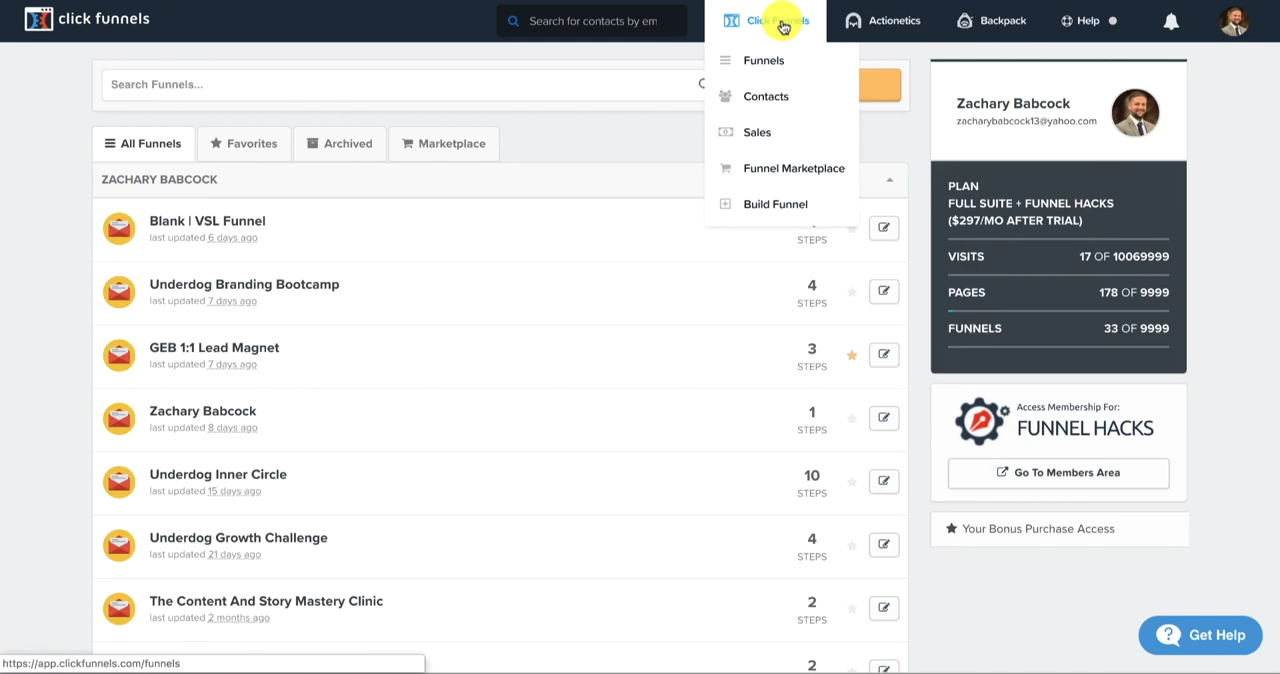 click funnels
Search for contacts by em
Click Funnels
Actionetics
Backpack
Help
Funnels
Contacts
Sales
Funnel Marketplace
Build Funnel
Search Funnels...
All Funnels
Favorites
Archived
Marketplace
ZACHARY BABCOCK
Blank | VSL Funnel
last updated 6 days ago
STEPS
Underdog Branding Bootcamp
last updated 7 days ago
4
STEPS
GEB 1:1 Lead Magnet
last updated 7 days ago
3
STEPS
Zachary Babcock
last updated 8 days ago
1
STEPS
Underdog Inner Circle
last updated 15 days ago
10
STEPS
Underdog Growth Challenge
last updated 21 days ago
4
STEPS
The Content And Story Mastery Clinic
last updated 2 months ago
2
STEPS
2
Zachary Babcock
zacharybabcock13@yahoo.com
PLAN
FULL SUITE + FUNNEL HACKS
($297/MO AFTER TRIAL)
VISITS 17 OF 10069999
PAGES 178 OF 9999
FUNNELS 33 OF 9999
Access Membership For:
FUNNEL HACKS
Go To Members Area
Your Bonus Purchase Access
Get Help
https://app.clickfunnels.com/funnels